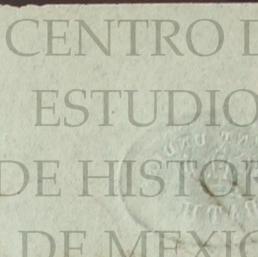 CENTRO D
ESTUDIO
DE HISTOR
DE MEXIC